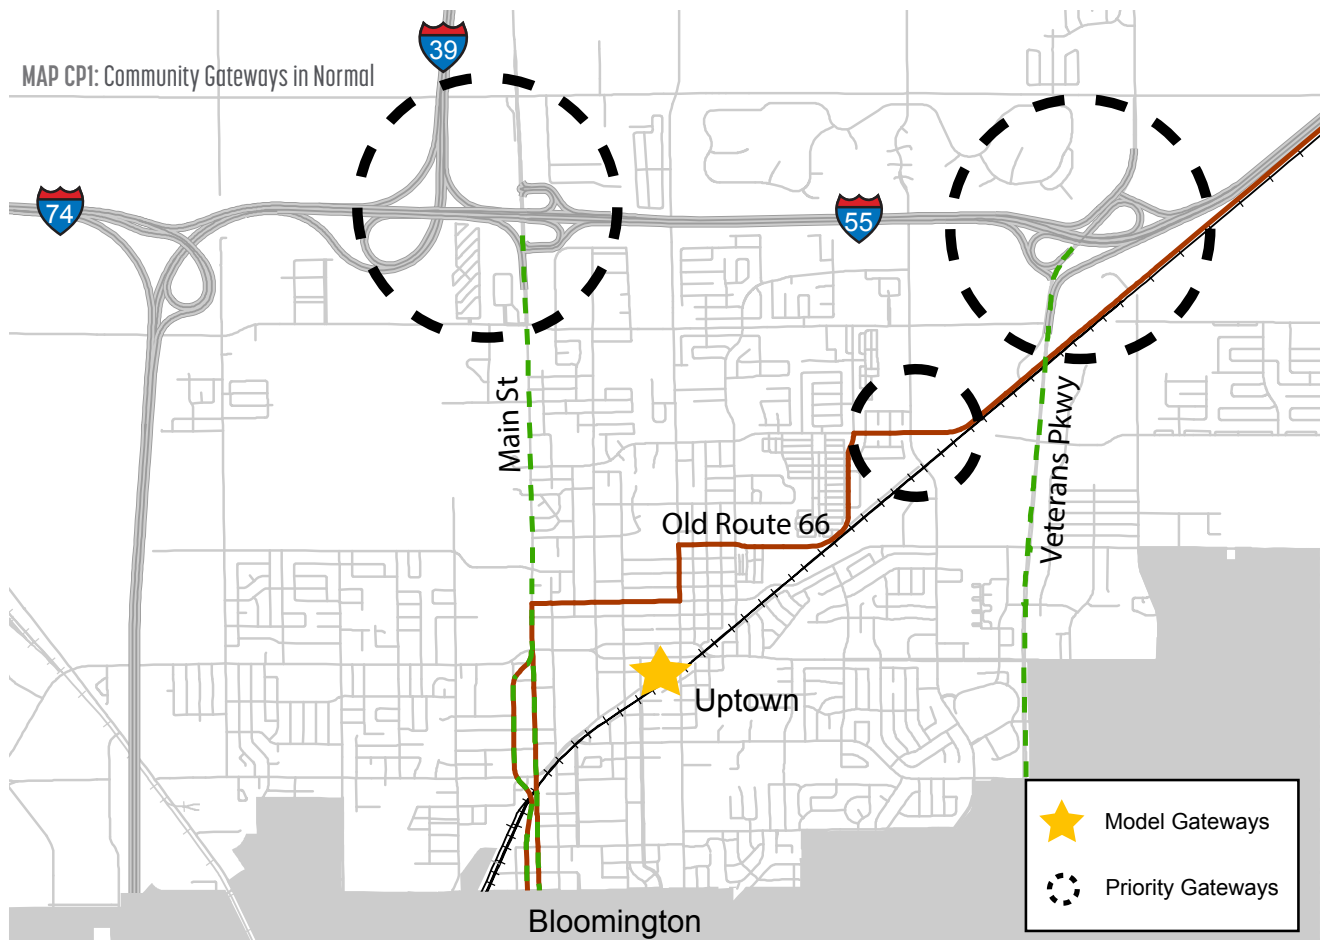 39
MAP CP1: Community Gateways in Normal
74
55
Main St
Veterans Pkwy
Old Route 66
Uptown
Model Gateways
Priority Gateways
Bloomington